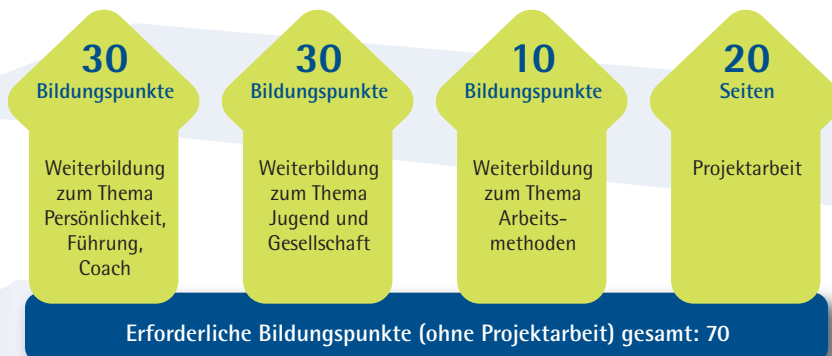 30
Bildungspunkte
Weiterbildung
zum Thema
Persönlichkeit,
Führung,
Coach
30
Bildungspunkte
Weiterbildung
zum Thema
Jugend und
Gesellschaft
10
Bildungspunkte
Weiterbildung
zum Thema
Arbeits-
methoden
20
Seiten
Projektarbeit
Erforderliche Bildungspunkte (ohne Projektarbeit) gesamt: 70